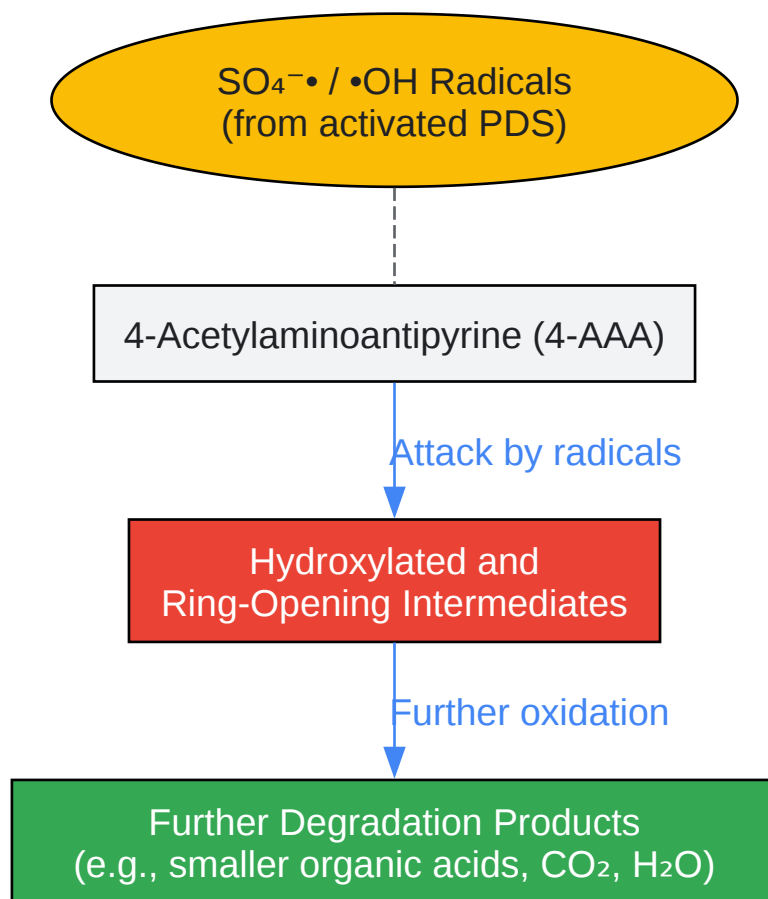 SO₄⁻• / •OH Radicals
(from activated PDS)
4-Acetylaminoantipyrine (4-AAA)
Attack by radicals
Hydroxylated and
Ring-Opening Intermediates
Further oxidation
Further Degradation Products
(e.g., smaller organic acids, CO₂, H₂O)